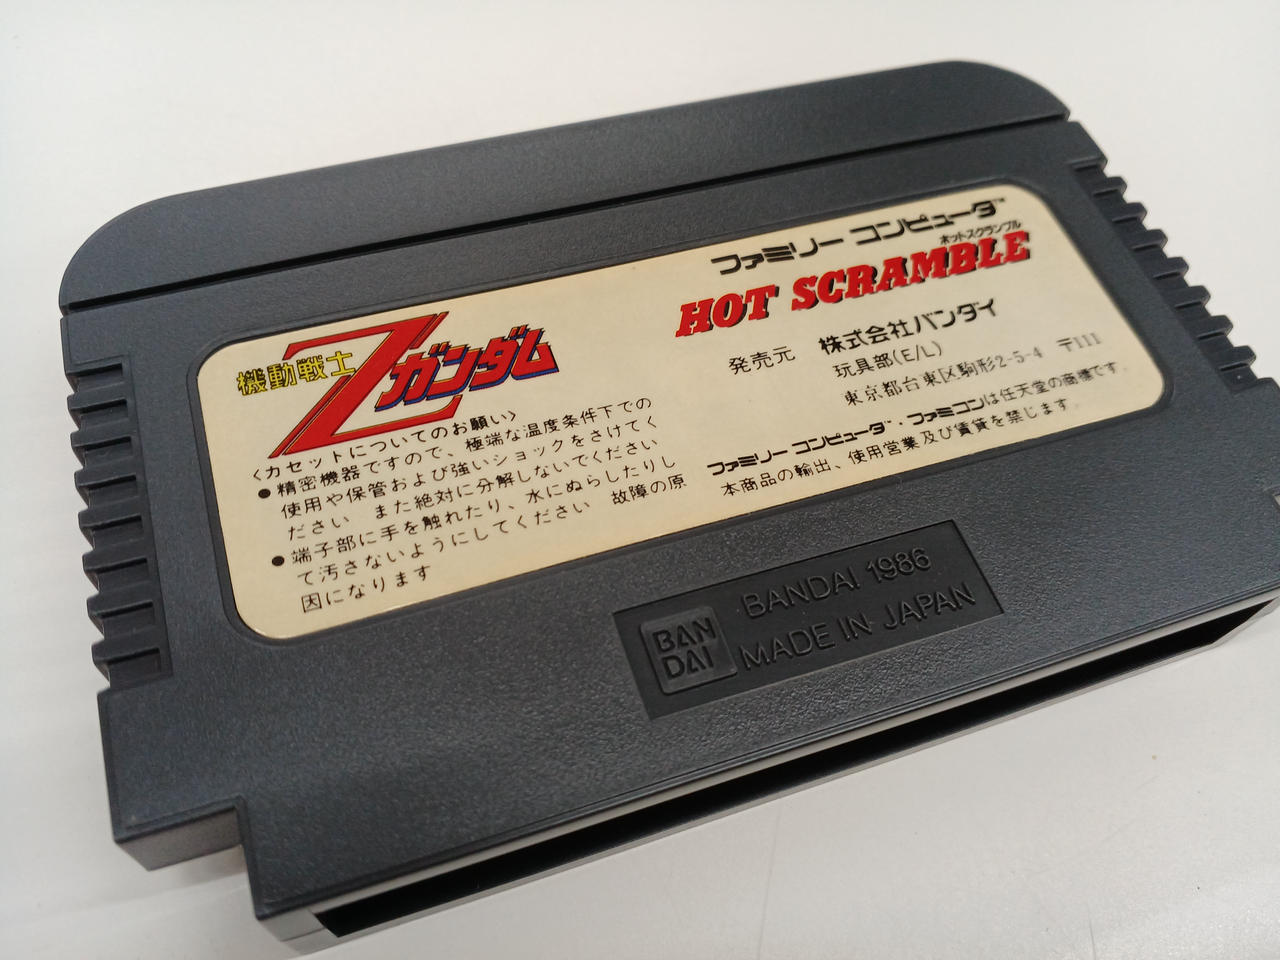 機動戦士
Zガンダム
〈カセットについてのお願い〉
●精密機器ですので、極端な温度条件下での
使用や保管および強いショックをさけてく
ださい また絶対に分解しないでください
●端子部に手を触れたり、水にぬらしたりし
て汚さないようにしてください 故障の原
因になります
ファミリー コンピュータ™
ホットスクランブル
HOT SCRAMBLE
発売元 株式会社バンダイ
玩具部(E/L)
東京都台東区駒形2-5-4 〒111
ファミリー コンピュータ™・ファミコンは任天堂の商標です.
本商品の輸出、使用営業及び賃貸を禁じます.
BAN
DAI
BANDAI 1986
MADE IN JAPAN